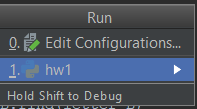 Run
0. Edit Configurations...
1. hw1
Hold Shift to Debug